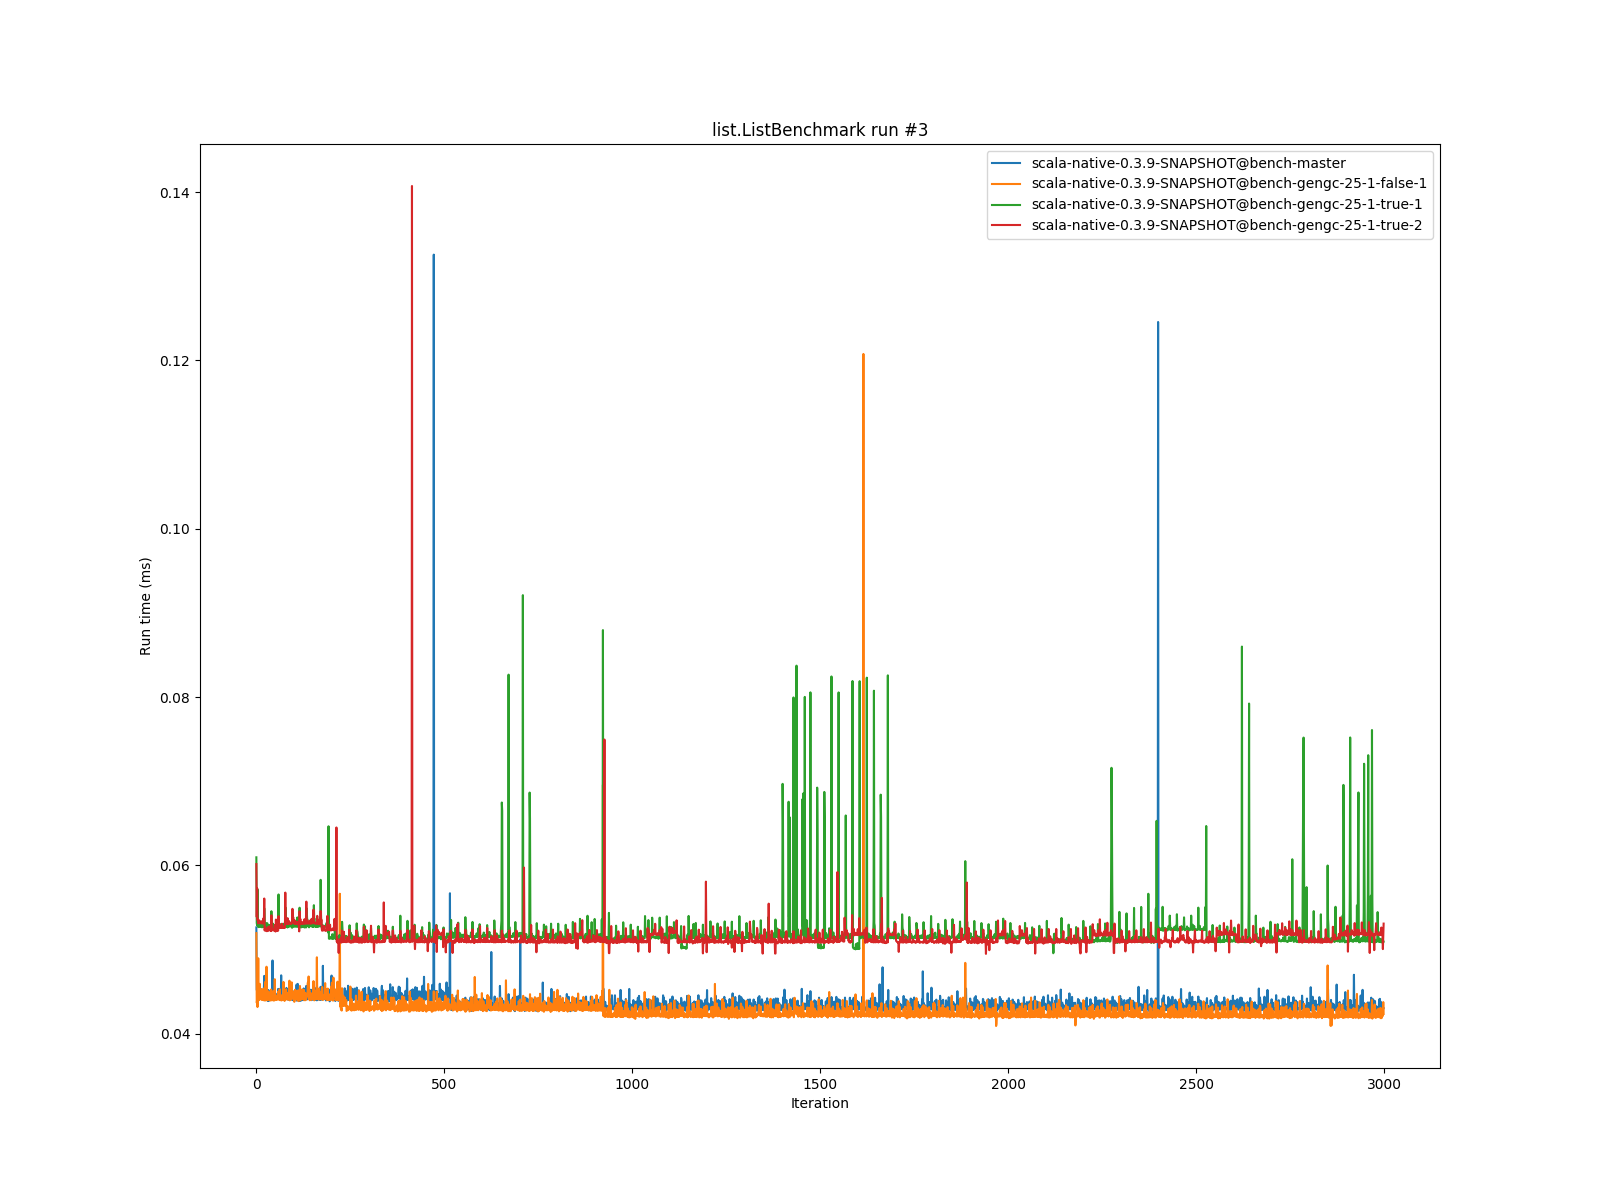 list.ListBenchmark run #3
scala-native-0.3.9-SNAPSHOT@bench-master
scala-native-0.3.9-SNAPSHOT@bench-gengc-25-1-false-1
scala-native-0.3.9-SNAPSHOT@bench-gengc-25-1-true-1
scala-native-0.3.9-SNAPSHOT@bench-gengc-25-1-true-2
0.14
0.12
0.10
0.08
0.06
0.04
Run time (ms)
0 500 1000 1500 2000 2500 3000
Iteration